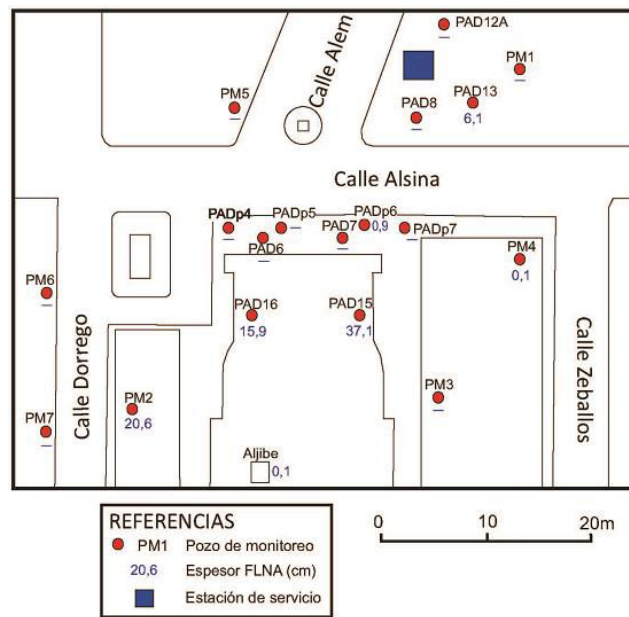 PAD12A
PM1
PM5
Calle Alem
PAD8
PAD13
6,1
Calle Alsina
PADp4
PADp5
PADp6
0,9
PAD6
PAD7
PADp7
PM4
0,1
PM6
PAD16
15,9
PAD15
37,1
Calle Dorrego
PM2
20,6
PM3
Calle Zeballos
PM7
Aljibe
0,1
REFERENCIAS
PM1 Pozo de monitoreo
20,6 Espesor FLNA (cm)
Estación de servicio
0 10 20m